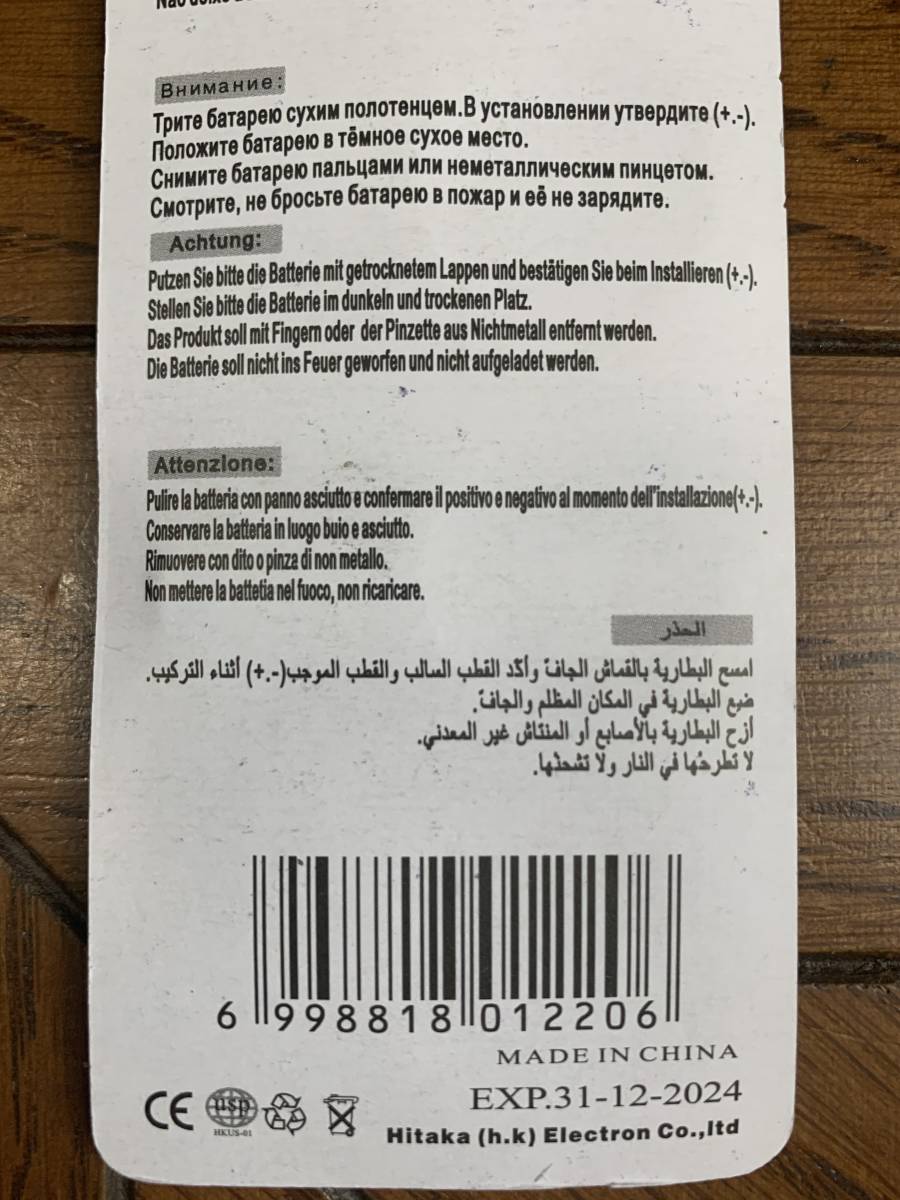 Внимание:
Трите батарею сухим полотенцем.В установлении утвердите (+.-).
Положите батарею в тёмное сухое место.
Снимите батарею пальцами или неметаллическим пинцетом.
Смотрите, не бросьте батарею в пожар и её не зарядите.
Achtung:
Putzen Sie bitte die Batterie mit getrocknetem Lappen und bestätigen Sie beim Installieren (+.-).
Stellen Sie bitte die Batterie im dunkeln und trockenen Platz.
Das Produkt soll mit Fingern oder der Pinzette aus Nichtmetall entfernt werden.
Die Batterie soll nicht ins Feuer geworfen und nicht aufgeladet werden.
Attenzlone:
Pulire la batteria con panno asciutto e confermare il positivo e negativo al momento dell'installazione(+.-).
Conservare la batteria in luogo buio e asciutto.
Rimuovere con dito o pinza di non metallo.
Non mettere la battetia nel fuoco, non ricaricare.
الحذر
امسح البطارية بالقماش الجافّ وأكّد القطب السالب والقطب الموجب(-.+) أثناء التركيب.
ضع البطارية في المكان المظلم والجافّ.
أزح البطارية بالأصابع أو المنتاش غير المعدني.
لا تطرحْها في النار ولا تشحنْها.
6 998818 012206
MADE IN CHINA
EXP.31-12-2024
CE usp
HKUS-01
Hitaka (h.k) Electron Co.,ltd